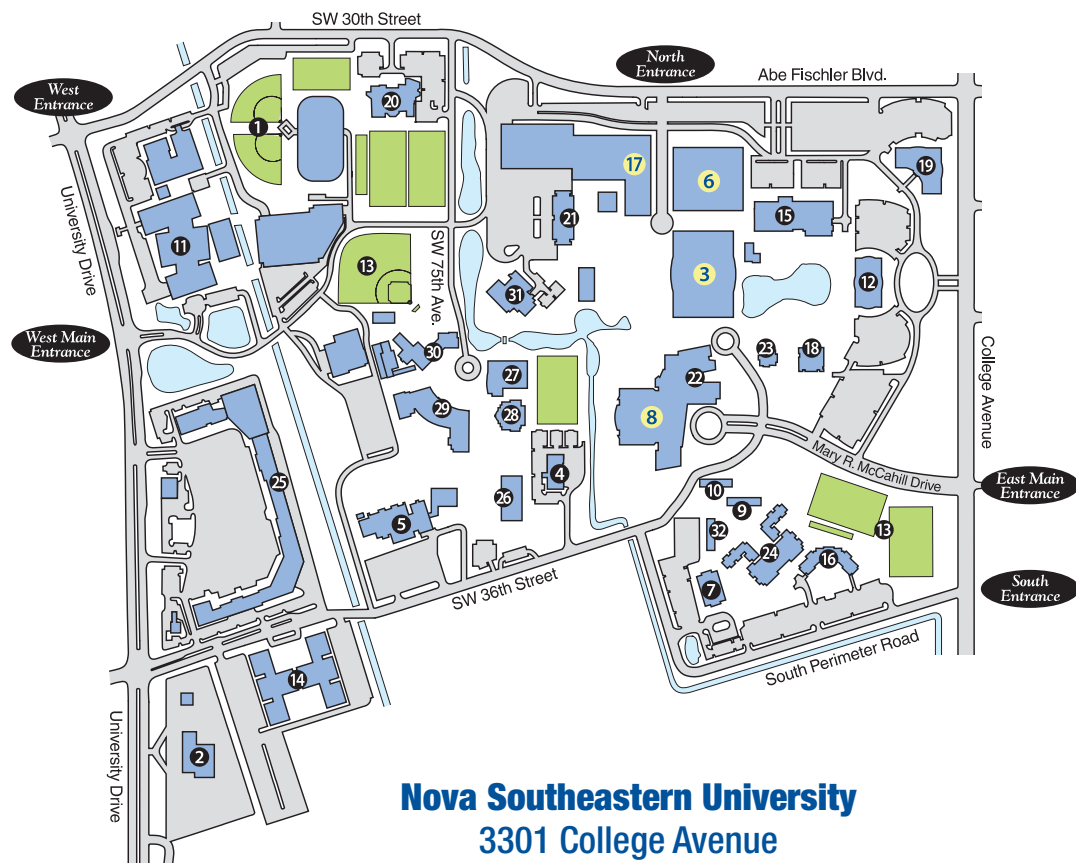 SW 30th Street
North
Entrance
Abe Fischler Blvd.
West
Entrance
20
1
17
6
19
University Drive
11
21
15
SW 75th Ave.
13
3
12
31
West Main
Entrance
30
23
18
College Avenue
27
22
29
28
8
Mary R. McCahill Drive
25
4
East Main
Entrance
10
26
9
5
32
13
24
16
SW 36th Street
7
South
Entrance
South Perimeter Road
14
University Drive
2
Nova Southeastern University
3301 College Avenue